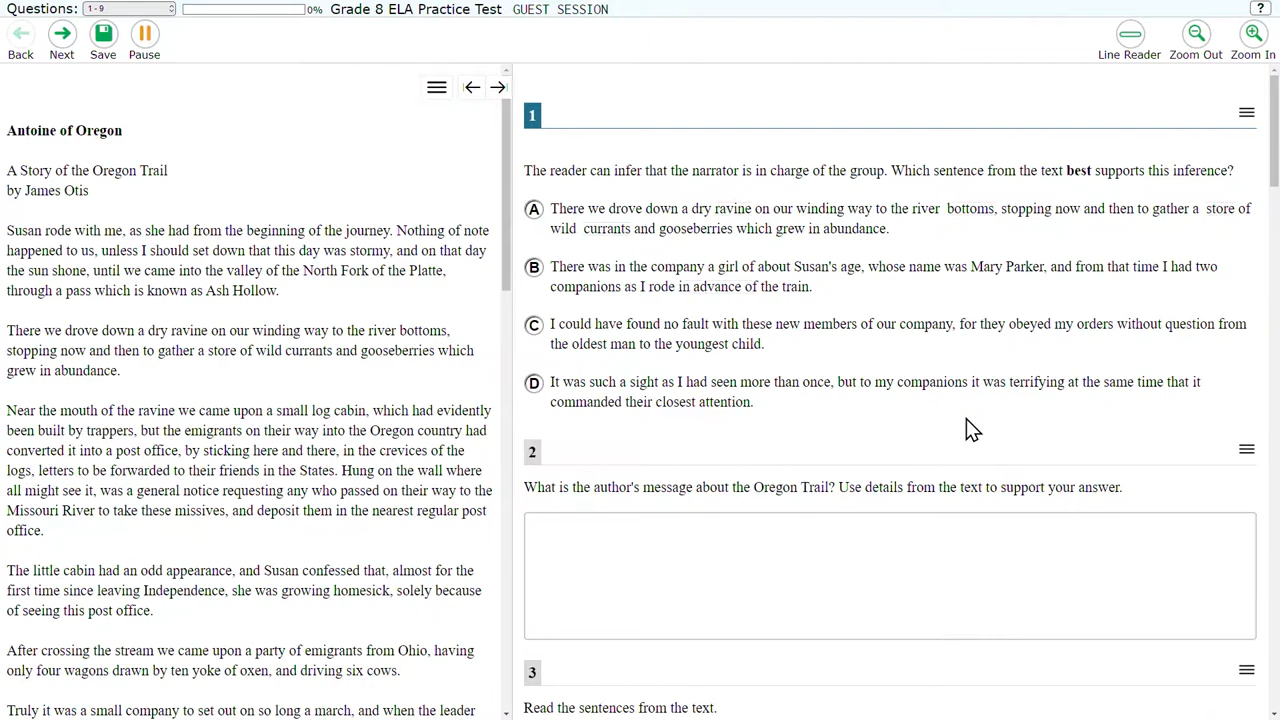 Questions: 1 - 9 0% Grade 8 ELA Practice Test GUEST SESSION ?
Back Next Save Pause Line Reader Zoom Out Zoom In
Antoine of Oregon
A Story of the Oregon Trail
by James Otis
Susan rode with me, as she had from the beginning of the journey. Nothing of note
happened to us, unless I should set down that this day was stormy, and on that day
the sun shone, until we came into the valley of the North Fork of the Platte,
through a pass which is known as Ash Hollow.
There we drove down a dry ravine on our winding way to the river bottoms,
stopping now and then to gather a store of wild currants and gooseberries which
grew in abundance.
Near the mouth of the ravine we came upon a small log cabin, which had evidently
been built by trappers, but the emigrants on their way into the Oregon country had
converted it into a post office, by sticking here and there, in the crevices of the
logs, letters to be forwarded to their friends in the States. Hung on the wall where
all might see it, was a general notice requesting any who passed on their way to the
Missouri River to take these missives, and deposit them in the nearest regular post
office.
The little cabin had an odd appearance, and Susan confessed that, almost for the
first time since leaving Independence, she was growing homesick, solely because
of seeing this post office.
After crossing the stream we came upon a party of emigrants from Ohio, having
only four wagons drawn by ten yoke of oxen, and driving six cows.
Truly it was a small company to set out on so long a march, and when the leader
1
The reader can infer that the narrator is in charge of the group. Which sentence from the text best supports this inference?
A There we drove down a dry ravine on our winding way to the river bottoms, stopping now and then to gather a store of
wild currants and gooseberries which grew in abundance.
B There was in the company a girl of about Susan's age, whose name was Mary Parker, and from that time I had two
companions as I rode in advance of the train.
C I could have found no fault with these new members of our company, for they obeyed my orders without question from
the oldest man to the youngest child.
D It was such a sight as I had seen more than once, but to my companions it was terrifying at the same time that it
commanded their closest attention.
2
What is the author's message about the Oregon Trail? Use details from the text to support your answer.
3
Read the sentences from the text.